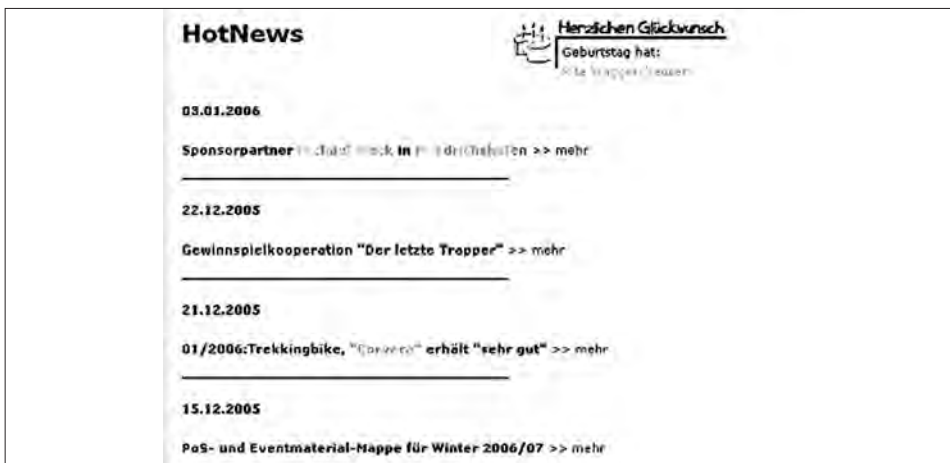 HotNews
Herzlichen Glückwunsch
Geburtstag hat:
03.01.2006
Sponsorpartner in >> mehr
22.12.2005
Gewinnspielkooperation "Der letzte Trapper" >> mehr
21.12.2005
01/2006:Trekkingbike, erhält "sehr gut" >> mehr
15.12.2005
PoS- und Eventmaterial-Mappe für Winter 2006/07 >> mehr